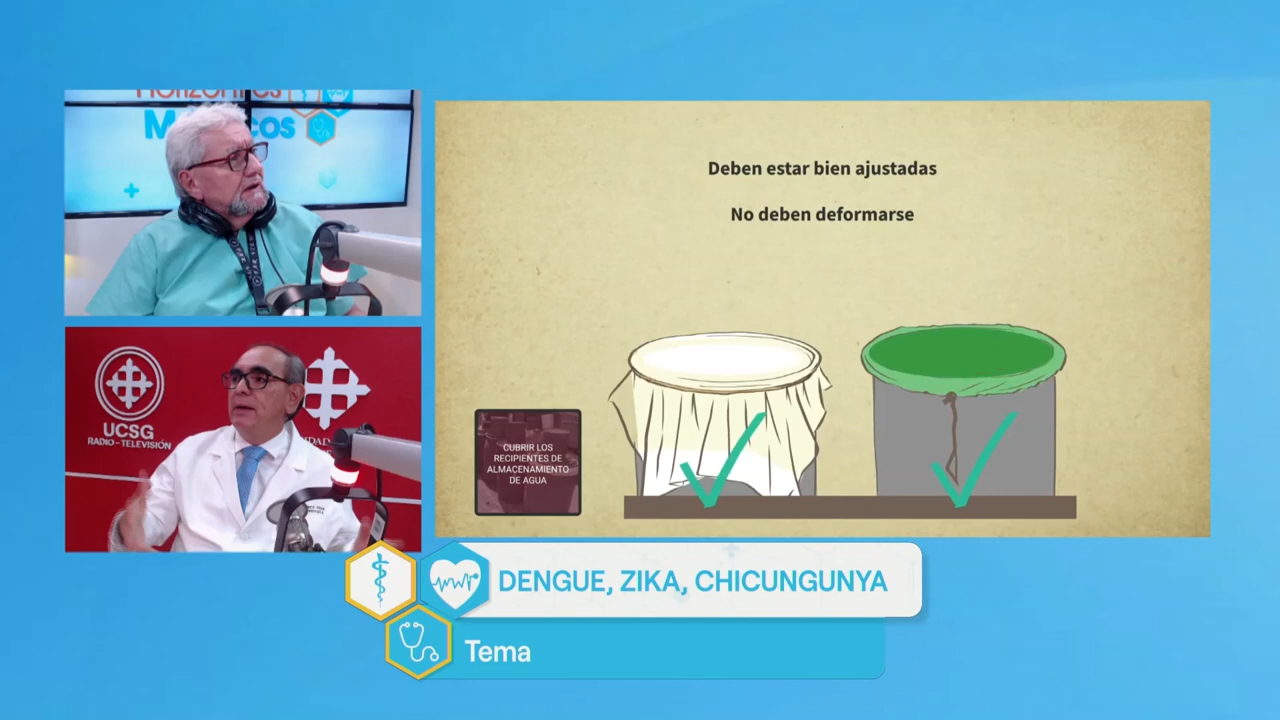 Horizontes
Deben estar bien ajustadas
No deben deformarse
UCSG
RADIO - TELEVISIÓN
CUBRIR LOS
RECIPIENTES DE
ALMACENAMIENTO
DE AGUA
DENGUE, ZIKA, CHICUNGUNYA
Tema